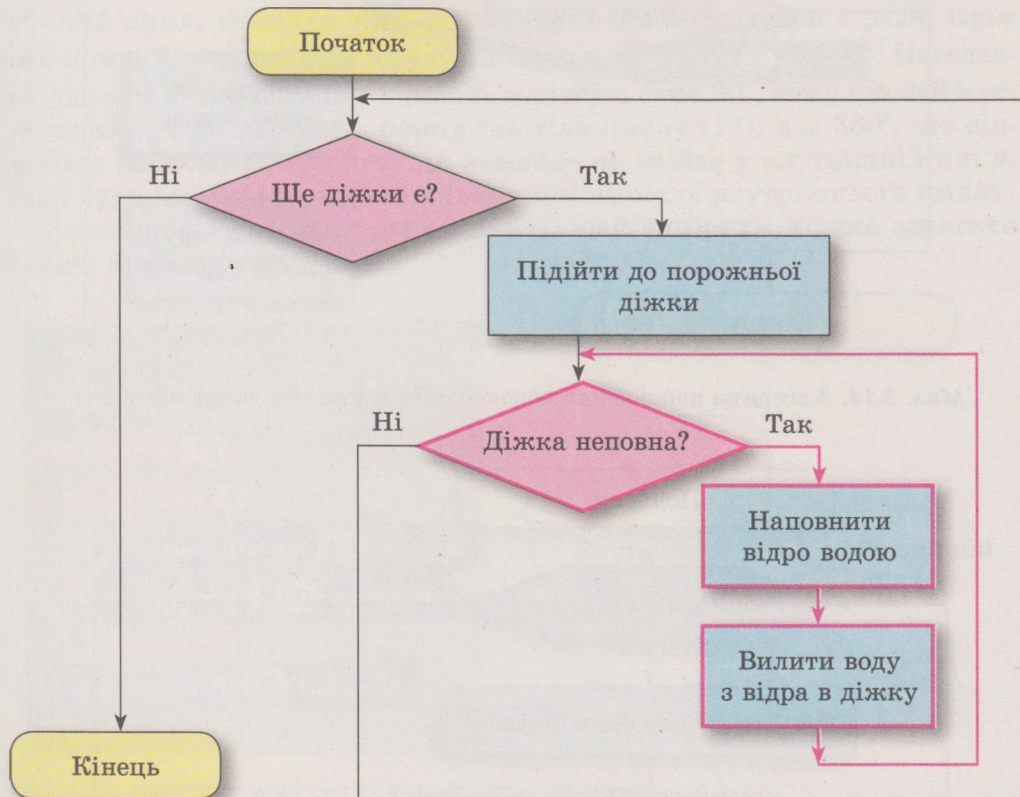 Початок
Ні
Ще діжки є?
Так
Підійти до порожньої
діжки
Ні
Діжка неповна?
Так
Наповнити
відро водою
Вилити воду
з відра в діжку
Кінець